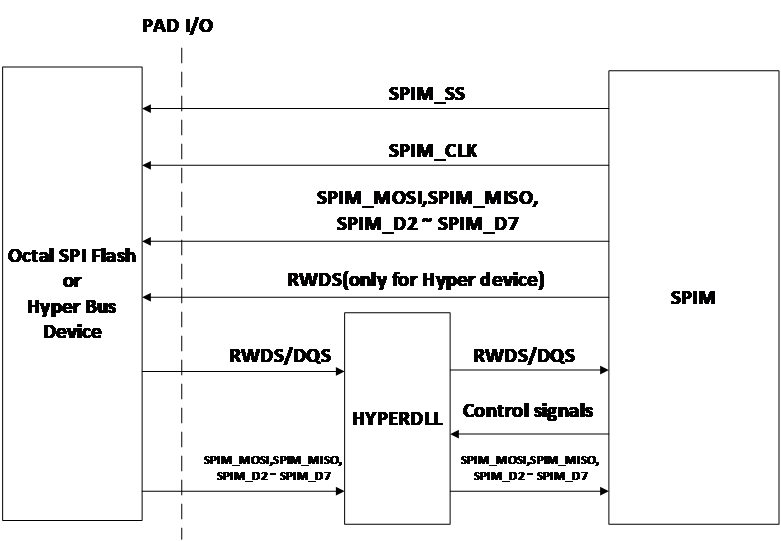 PAD I/O
SPIM_SS
SPIM_CLK
SPIM_MOSI,SPIM_MISO,
SPIM_D2 ~ SPIM_D7
Octal SPI Flash
or
Hyper Bus
Device
RWDS(only for Hyper device)
SPIM
RWDS/DQS
RWDS/DQS
HYPERDLL
Control signals
SPIM_MOSI,SPIM_MISO,
SPIM_D2 ~ SPIM_D7
SPIM_MOSI,SPIM_MISO,
SPIM_D2 ~ SPIM_D7